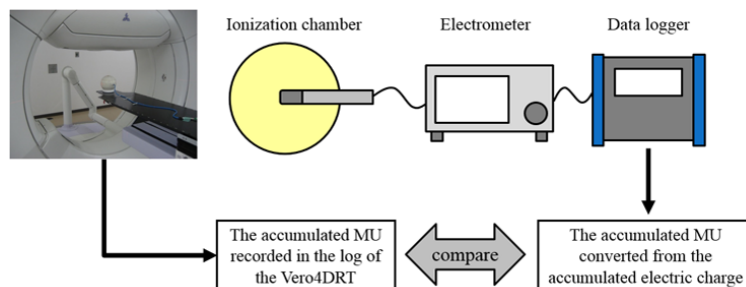 Ionization chamber
Electrometer
Data logger
The accumulated MU
recorded in the log of
the Vero4DRT
compare
The accumulated MU
converted from the
accumulated electric charge